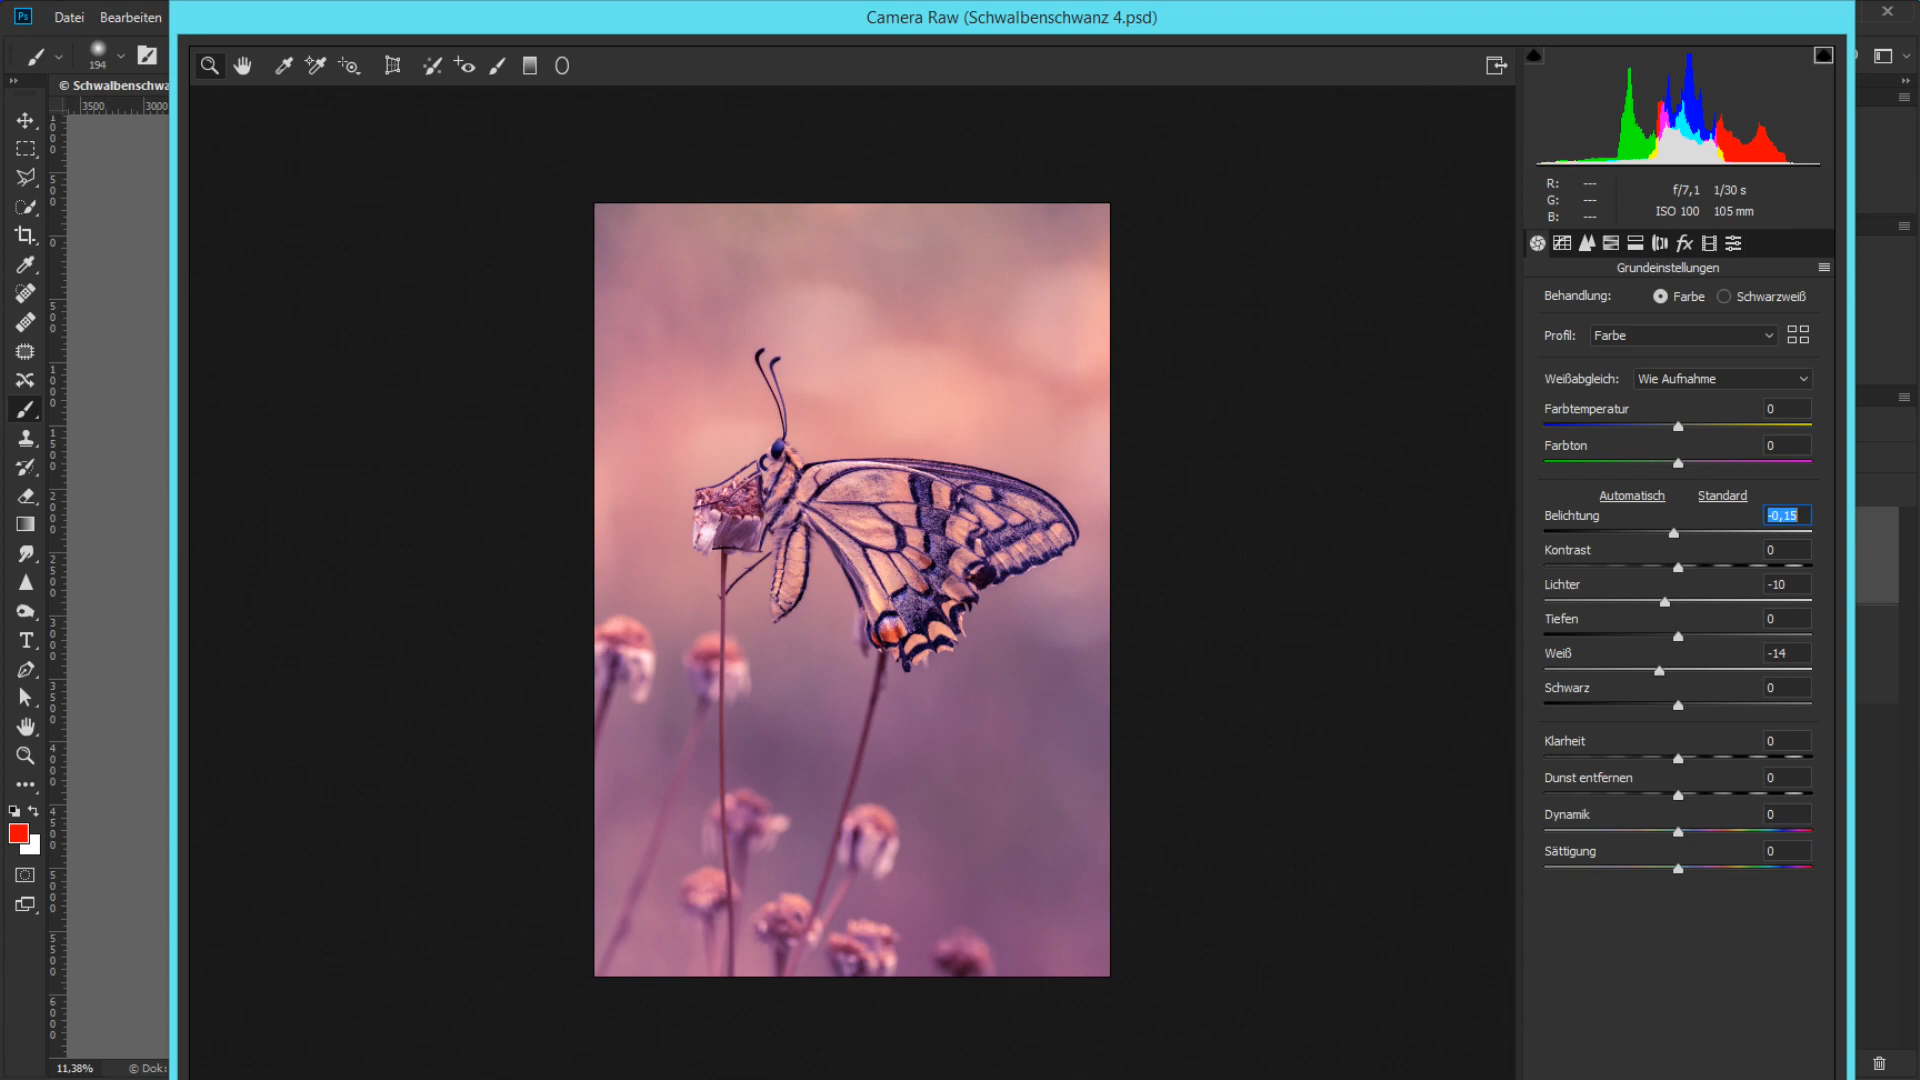 Camera Raw (Schwalbenschwanz 4.psd)
Ps Datei Bearbeiten
194
© Schwalbenschwa
3500 3000
R: ---
G: ---
B: ---
f/7,1 1/30 s
ISO 100 105 mm
fx
Grundeinstellungen
Behandlung: Farbe Schwarzweiß
Profil: Farbe
Weißabgleich: Wie Aufnahme
Farbtemperatur 0
Farbton 0
Automatisch Standard
Belichtung -0,15
Kontrast 0
Lichter -10
Tiefen 0
Weiß -14
Schwarz 0
Klarheit 0
Dunst entfernen 0
Dynamik 0
Sättigung 0
11,38% © Dok: